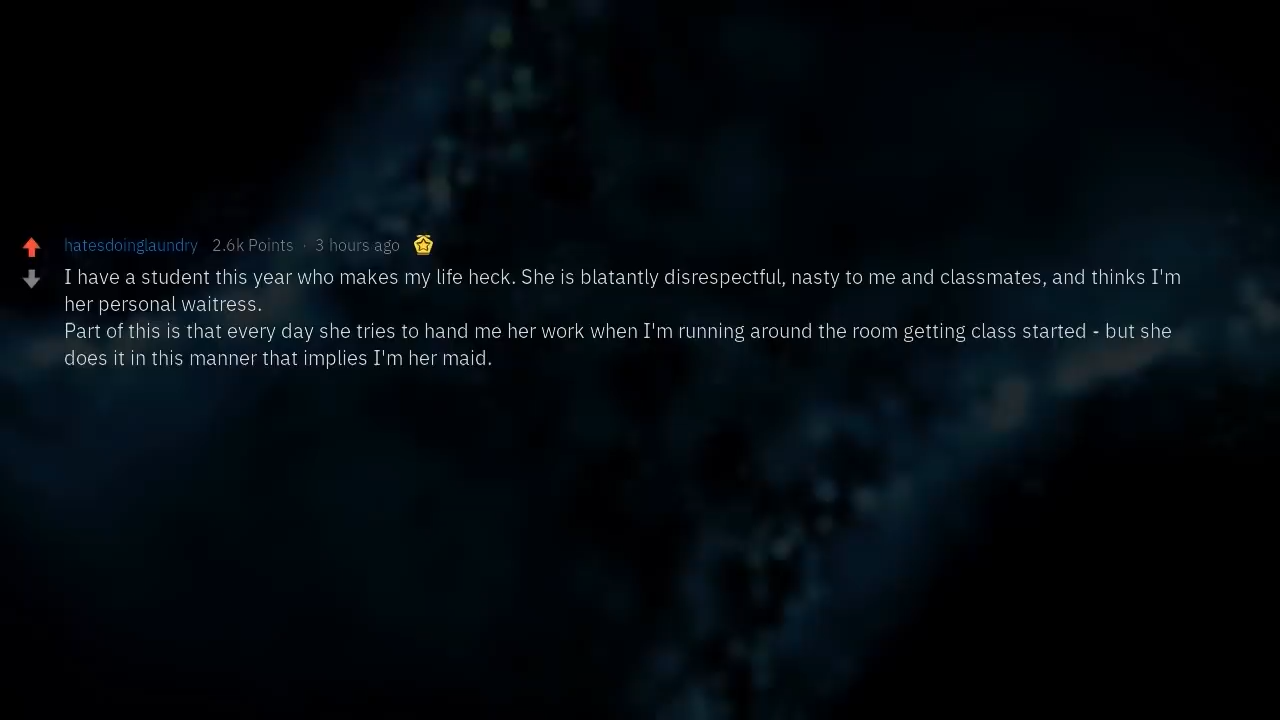 hatesdoinglaundry 2.6k Points · 3 hours ago
I have a student this year who makes my life heck. She is blatantly disrespectful, nasty to me and classmates, and thinks I'm
her personal waitress.
Part of this is that every day she tries to hand me her work when I'm running around the room getting class started - but she
does it in this manner that implies I'm her maid.